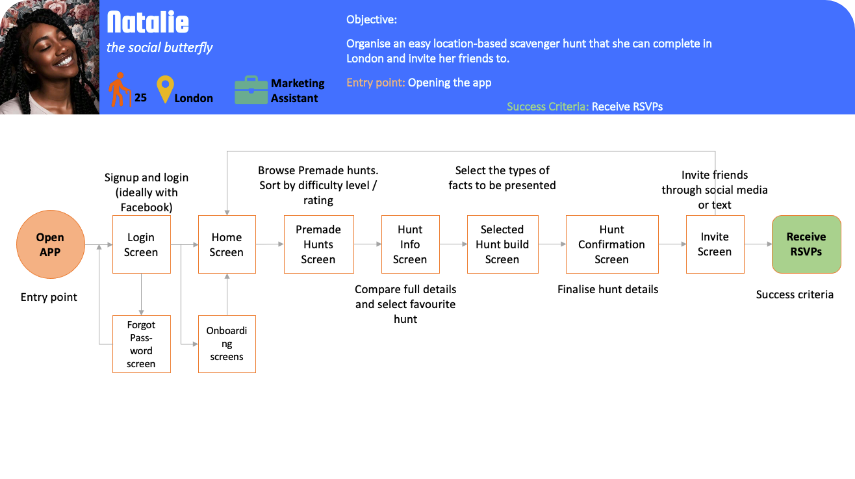 Natalie
the social butterfly
25
London
Marketing
Assistant
Objective:
Organise an easy location-based scavenger hunt that she can complete in
London and invite her friends to.
Entry point: Opening the app
Success Criteria: Receive RSVPs
Signup and login
(ideally with
Facebook)
Browse Premade hunts.
Sort by difficulty level /
rating
Select the types of
facts to be presented
Invite friends
through social media
or text
Open
APP
Login
Screen
Home
Screen
Premade
Hunts
Screen
Hunt
Info
Screen
Selected
Hunt build
Screen
Hunt
Confirmation
Screen
Invite
Screen
Receive
RSVPs
Entry point
Compare full details
and select favourite
hunt
Finalise hunt details
Success criteria
Forgot
Pass-
word
screen
Onboardi
ng
screens